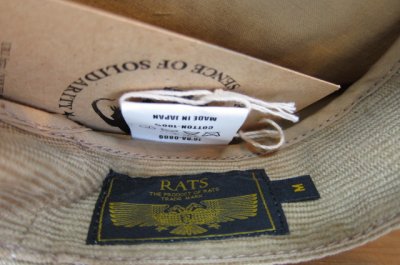 SENCE OF SOLIDARITY
MADE IN JAPAN
COTTON-100%
RATS
THE PRODUCT OF RATS
TRADE MARK
M